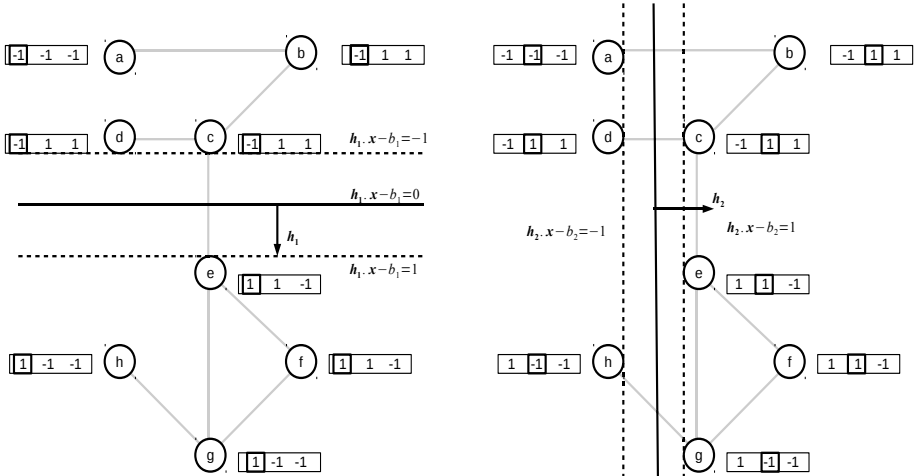 -1 -1 -1 a b -1 1 1
-1 1 1 d c -1 1 1 h₁. x−b₁=−1
h₁. x−b₁=0
h₁
e h₁. x−b₁=1
1 1 -1
1 -1 -1 h f 1 1 -1
g 1 -1 -1
-1 -1 -1 a b -1 1 1
-1 1 1 d c -1 1 1
h₂
h₂. x−b₂=−1 h₂. x−b₂=1
e 1 1 -1
1 -1 -1 h f 1 1 -1
g 1 -1 -1